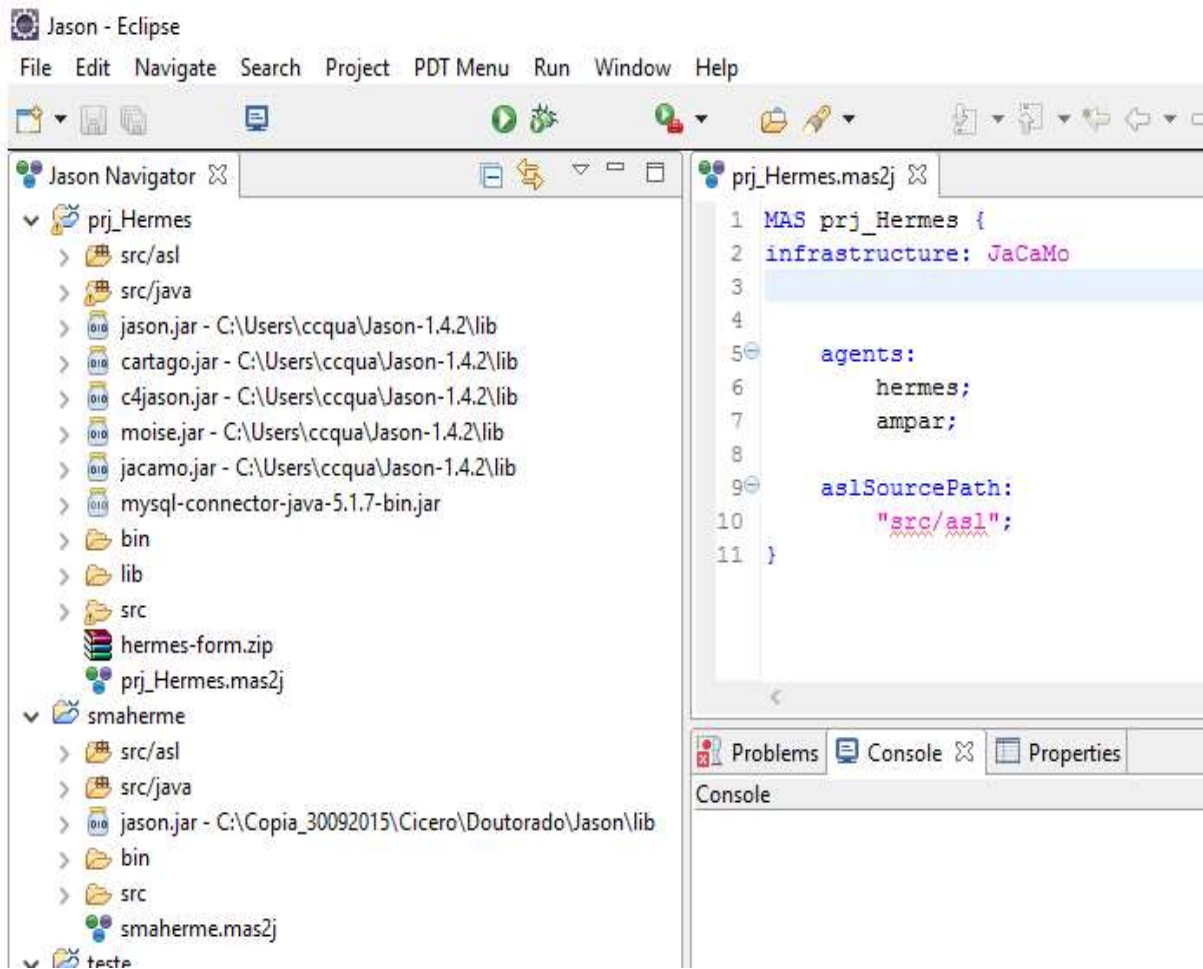 Jason - Eclipse
File Edit Navigate Search Project PDT Menu Run Window Help
Jason Navigator
prj_Hermes
src/asl
src/java
jason.jar - C:\Users\ccqua\Jason-1.4.2\lib
cartago.jar - C:\Users\ccqua\Jason-1.4.2\lib
c4jason.jar - C:\Users\ccqua\Jason-1.4.2\lib
moise.jar - C:\Users\ccqua\Jason-1.4.2\lib
jacamo.jar - C:\Users\ccqua\Jason-1.4.2\lib
mysql-connector-java-5.1.7-bin.jar
bin
lib
src
hermes-form.zip
prj_Hermes.mas2j
smaherme
src/asl
src/java
jason.jar - C:\Copia_30092015\Cicero\Doutorado\Jason\lib
bin
src
smaherme.mas2j
teste
prj_Hermes.mas2j
1 MAS prj_Hermes {
2 infrastructure: JaCaMo
3
4
5 agents:
6 hermes;
7 ampar;
8
9 aslSourcePath:
10 "src/asl";
11 }
Problems Console Properties
Console